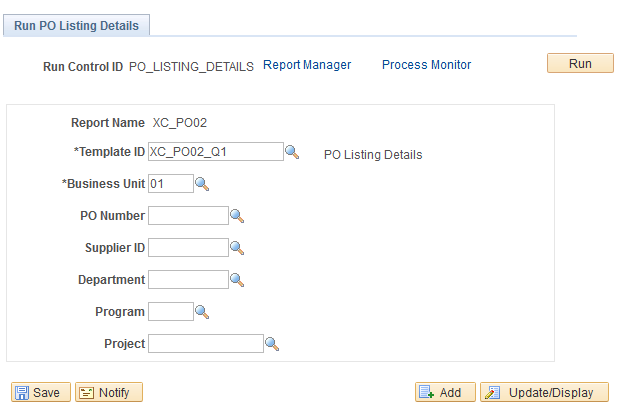 Run PO Listing Details
Run Control ID PO_LISTING_DETAILS Report Manager Process Monitor Run
Report Name XC_PO02
*Template ID XC_PO02_Q1 PO Listing Details
*Business Unit 01
PO Number
Supplier ID
Department
Program
Project
Save Notify Add Update/Display